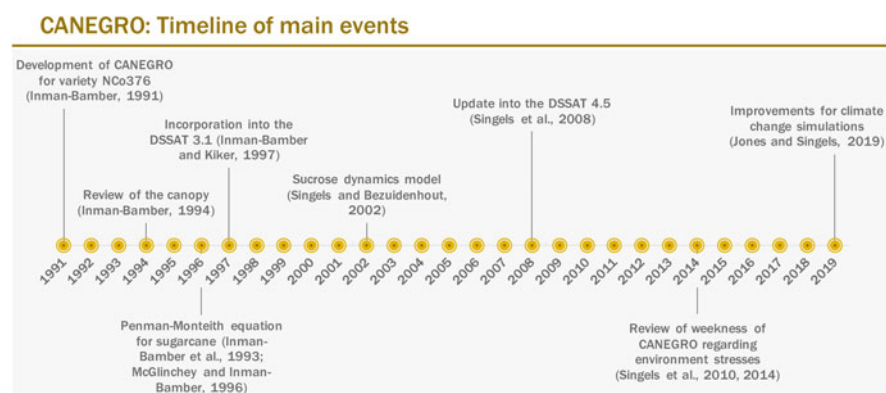 CANEGRO: Timeline of main events
Development of CANEGRO
for variety NCo376
(Inman-Bamber, 1991)
Review of the canopy
(Inman-Bamber, 1994)
Incorporation into the
DSSAT 3.1 (Inman-Bamber
and Kiker, 1997)
Sucrose dynamics model
(Singels and Bezuidenhout,
2002)
Update into the DSSAT 4.5
(Singels et al., 2008)
Improvements for climate
change simulations
(Jones and Singels, 2019)
1991
1992
1993
1994
1995
1996
1997
1998
1999
2000
2001
2002
2003
2004
2005
2006
2007
2008
2009
2010
2011
2012
2013
2014
2015
2016
2017
2018
2019
Penman-Monteith equation
for sugarcane (Inman-
Bamber et al., 1993;
McGlinchey and Inman-
Bamber, 1996)
Review of weekness of
CANEGRO regarding
environment stresses
(Singels et al., 2010, 2014)